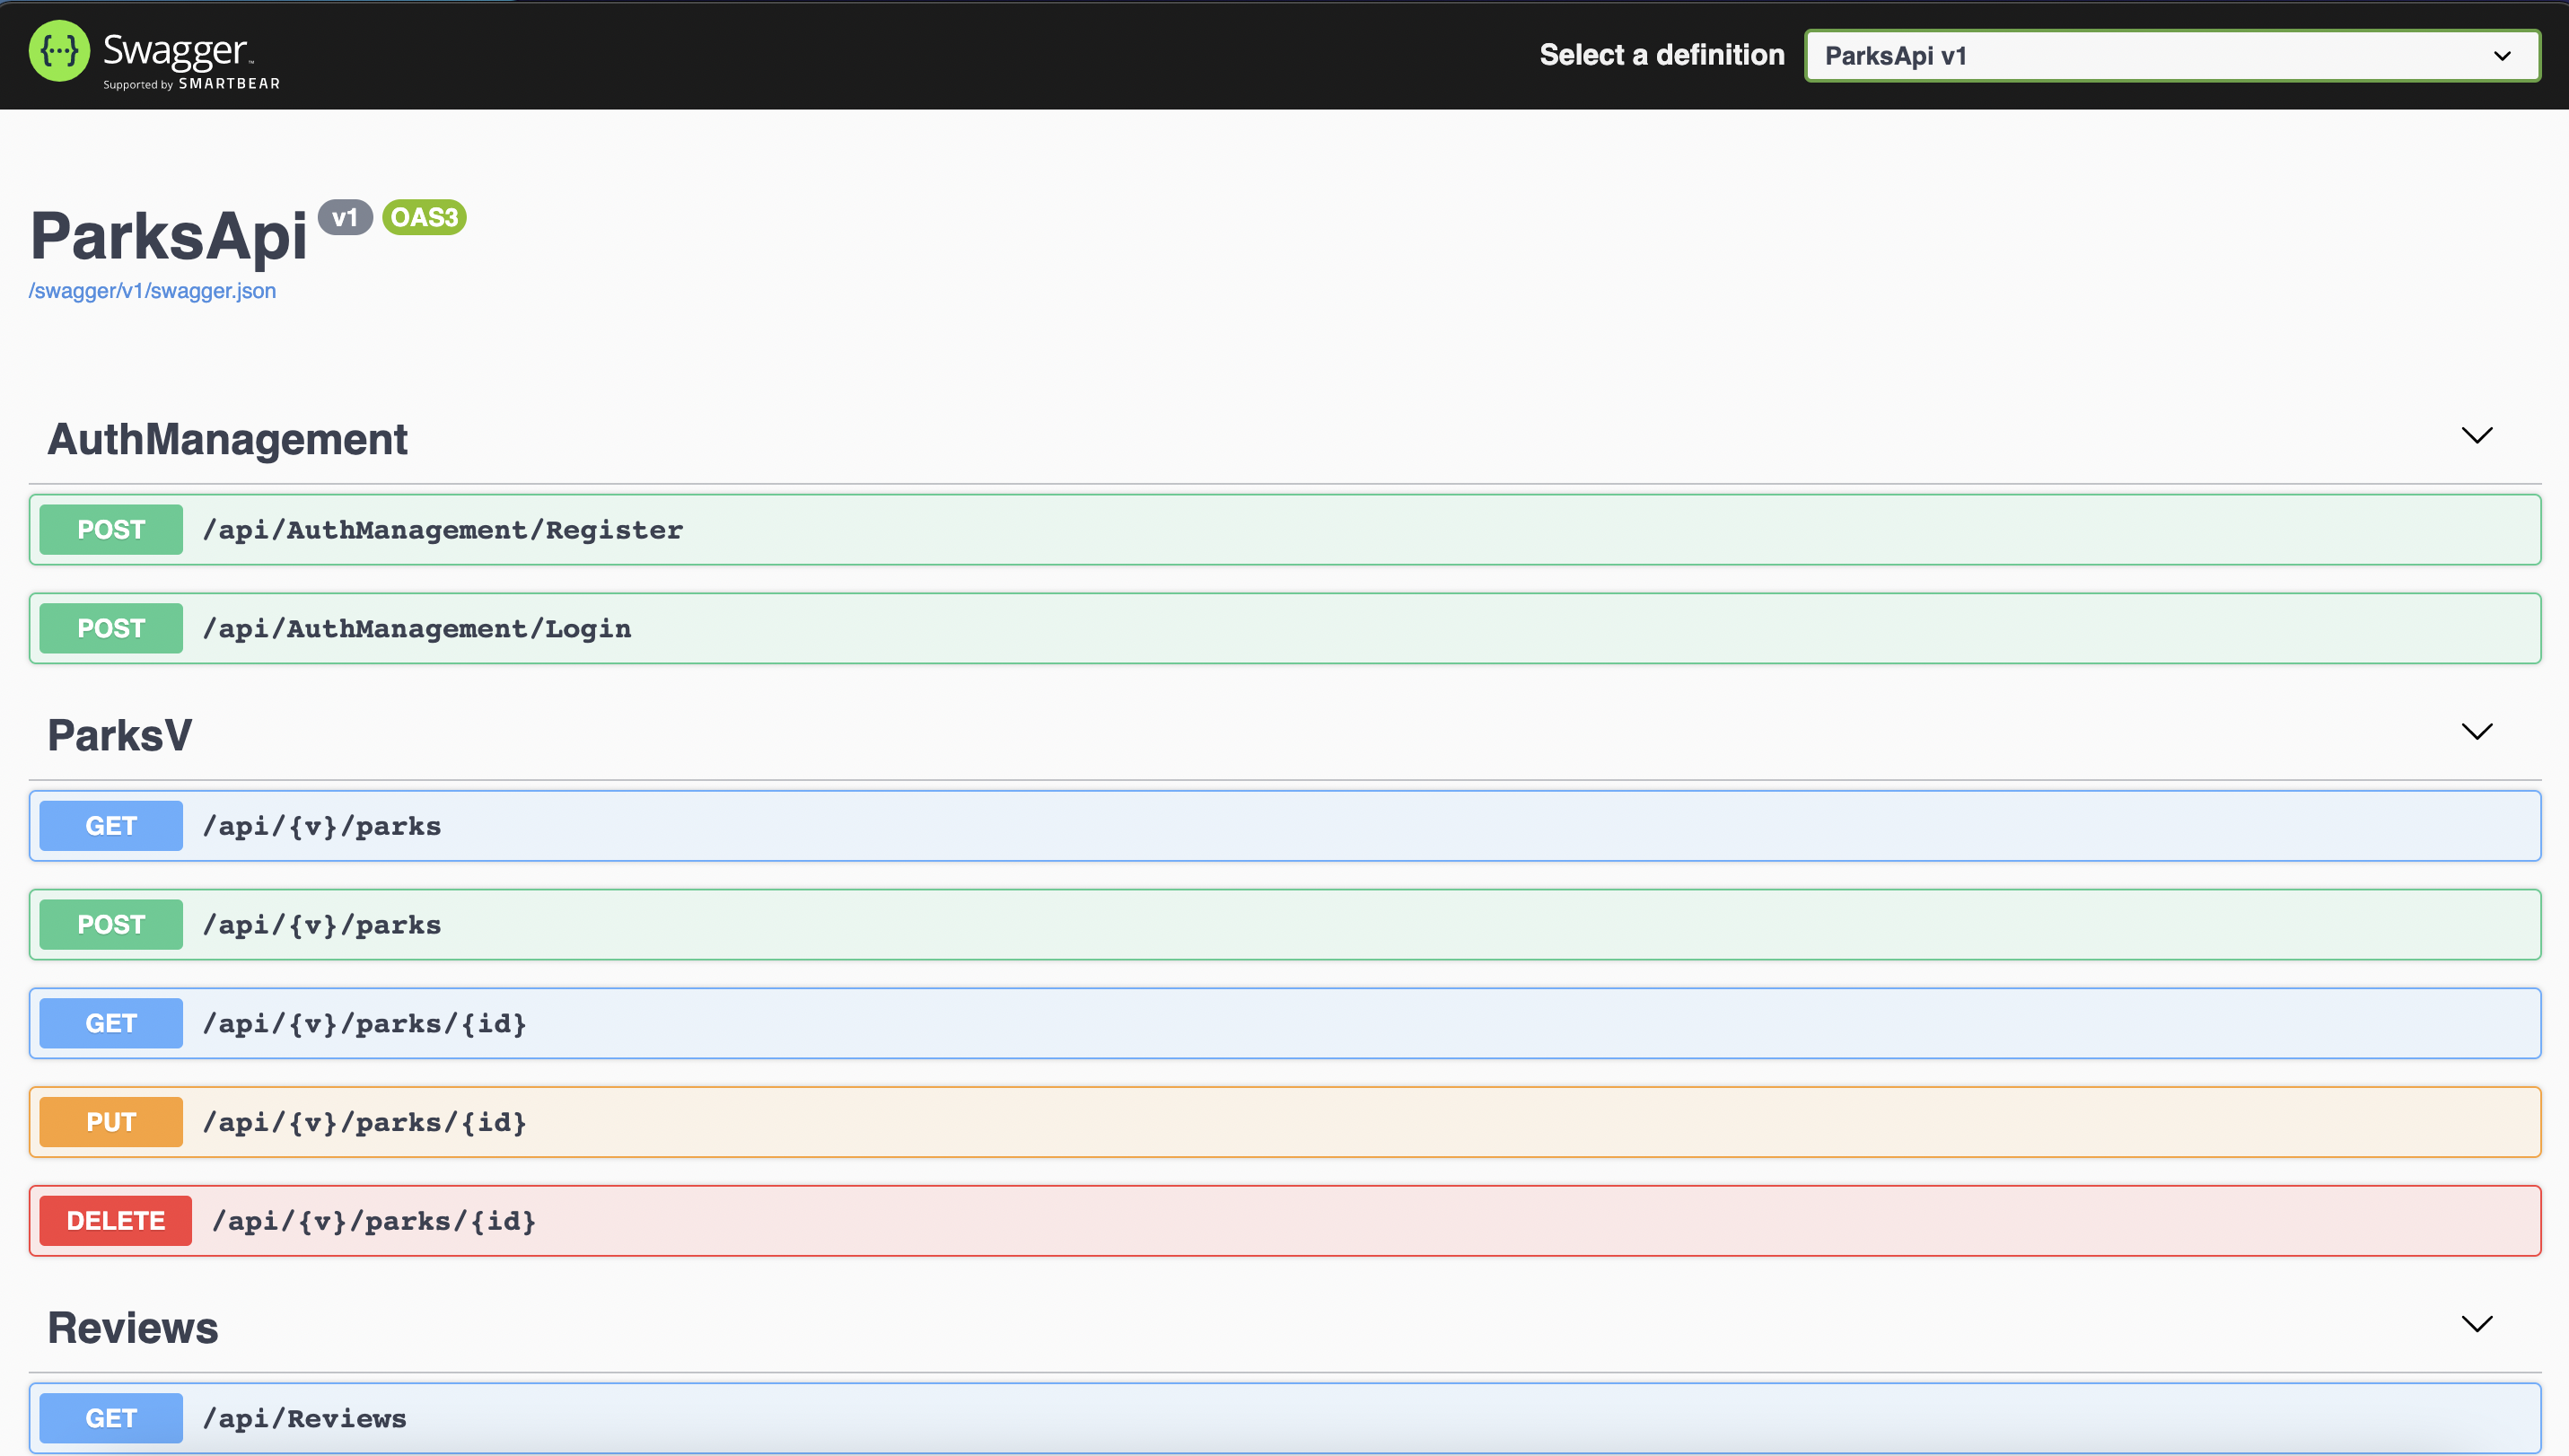 {...} Swagger™
Supported by SMARTBEAR
Select a definition
ParksApi v1
ParksApi v1 OAS3
/swagger/v1/swagger.json
AuthManagement
POST /api/AuthManagement/Register
POST /api/AuthManagement/Login
ParksV
GET /api/{v}/parks
POST /api/{v}/parks
GET /api/{v}/parks/{id}
PUT /api/{v}/parks/{id}
DELETE /api/{v}/parks/{id}
Reviews
GET /api/Reviews